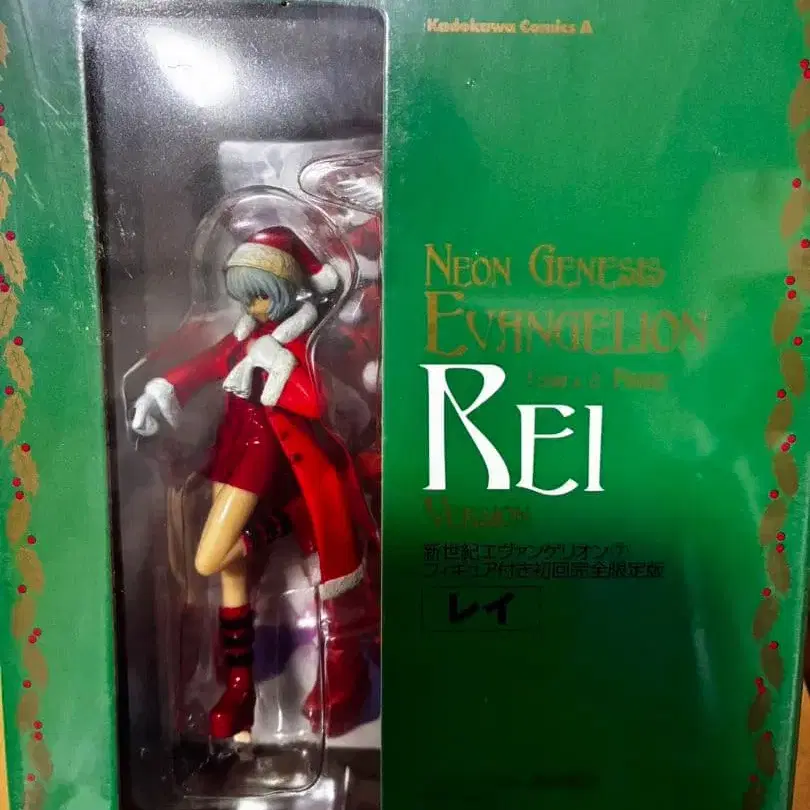 Kadokawa Comics A
NEON GENESIS
EVANGELION
REI
VERSION
新世紀エヴァンゲリオン⑦
フィギュア付き初回完全限定版
レイ